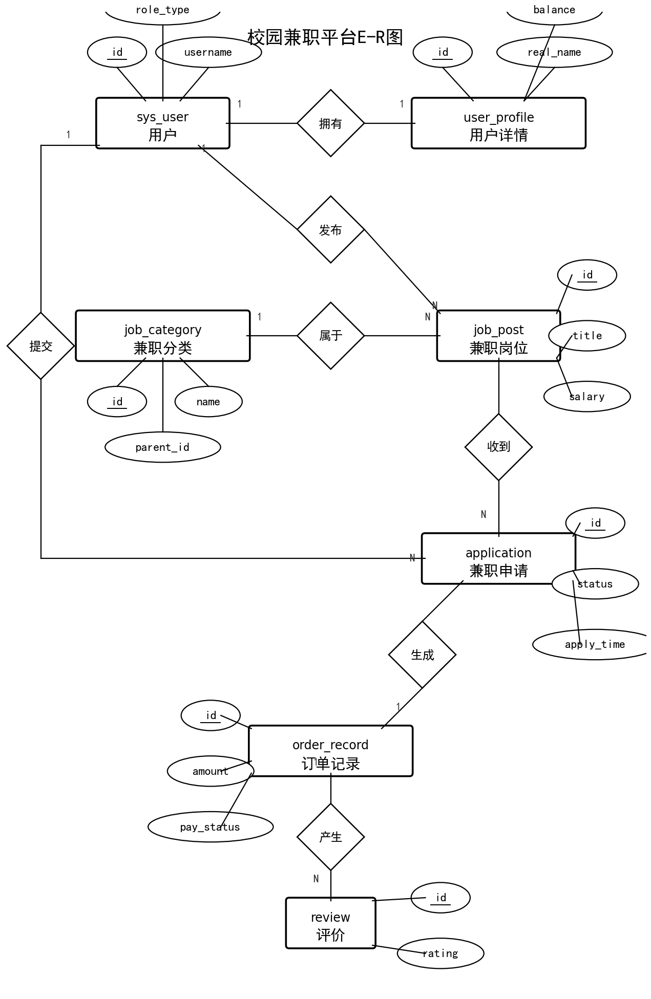 role_type
balance
校园兼职平台E-R图
id
username
id
real_name
sys_user
用户
1
拥有
1
user_profile
用户详情
1
1
发布
id
N
1
N
job_category
兼职分类
属于
job_post
兼职岗位
1
title
提交
id
name
salary
parent_id
收到
N
id
application
兼职申请
N
status
apply_time
生成
1
id
order_record
订单记录
1
amount
pay_status
产生
N
id
review
评价
rating